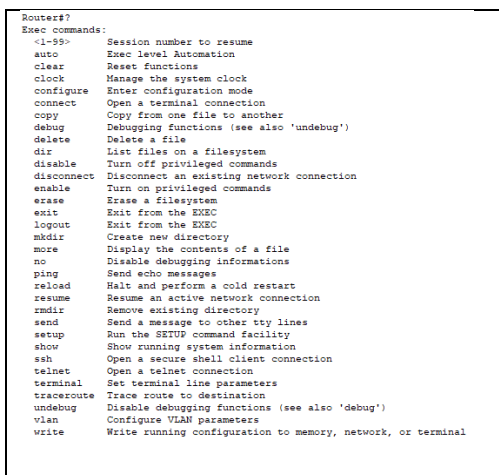 Router#?
Exec commands:
  <1-99>      Session number to resume
  auto        Exec level Automation
  clear       Reset functions
  clock       Manage the system clock
  configure   Enter configuration mode
  connect     Open a terminal connection
  copy        Copy from one file to another
  debug       Debugging functions (see also 'undebug')
  delete      Delete a file
  dir         List files on a filesystem
  disable     Turn off privileged commands
  disconnect  Disconnect an existing network connection
  enable      Turn on privileged commands
  erase       Erase a filesystem
  exit        Exit from the EXEC
  logout      Exit from the EXEC
  mkdir       Create new directory
  more        Display the contents of a file
  no          Disable debugging informations
  ping        Send echo messages
  reload      Halt and perform a cold restart
  resume      Resume an active network connection
  rmdir       Remove existing directory
  send        Send a message to other tty lines
  setup       Run the SETUP command facility
  show        Show running system information
  ssh         Open a secure shell client connection
  telnet      Open a telnet connection
  terminal    Set terminal line parameters
  traceroute  Trace route to destination
  undebug     Disable debugging functions (see also 'debug')
  vlan        Configure VLAN parameters
  write       Write running configuration to memory, network, or terminal